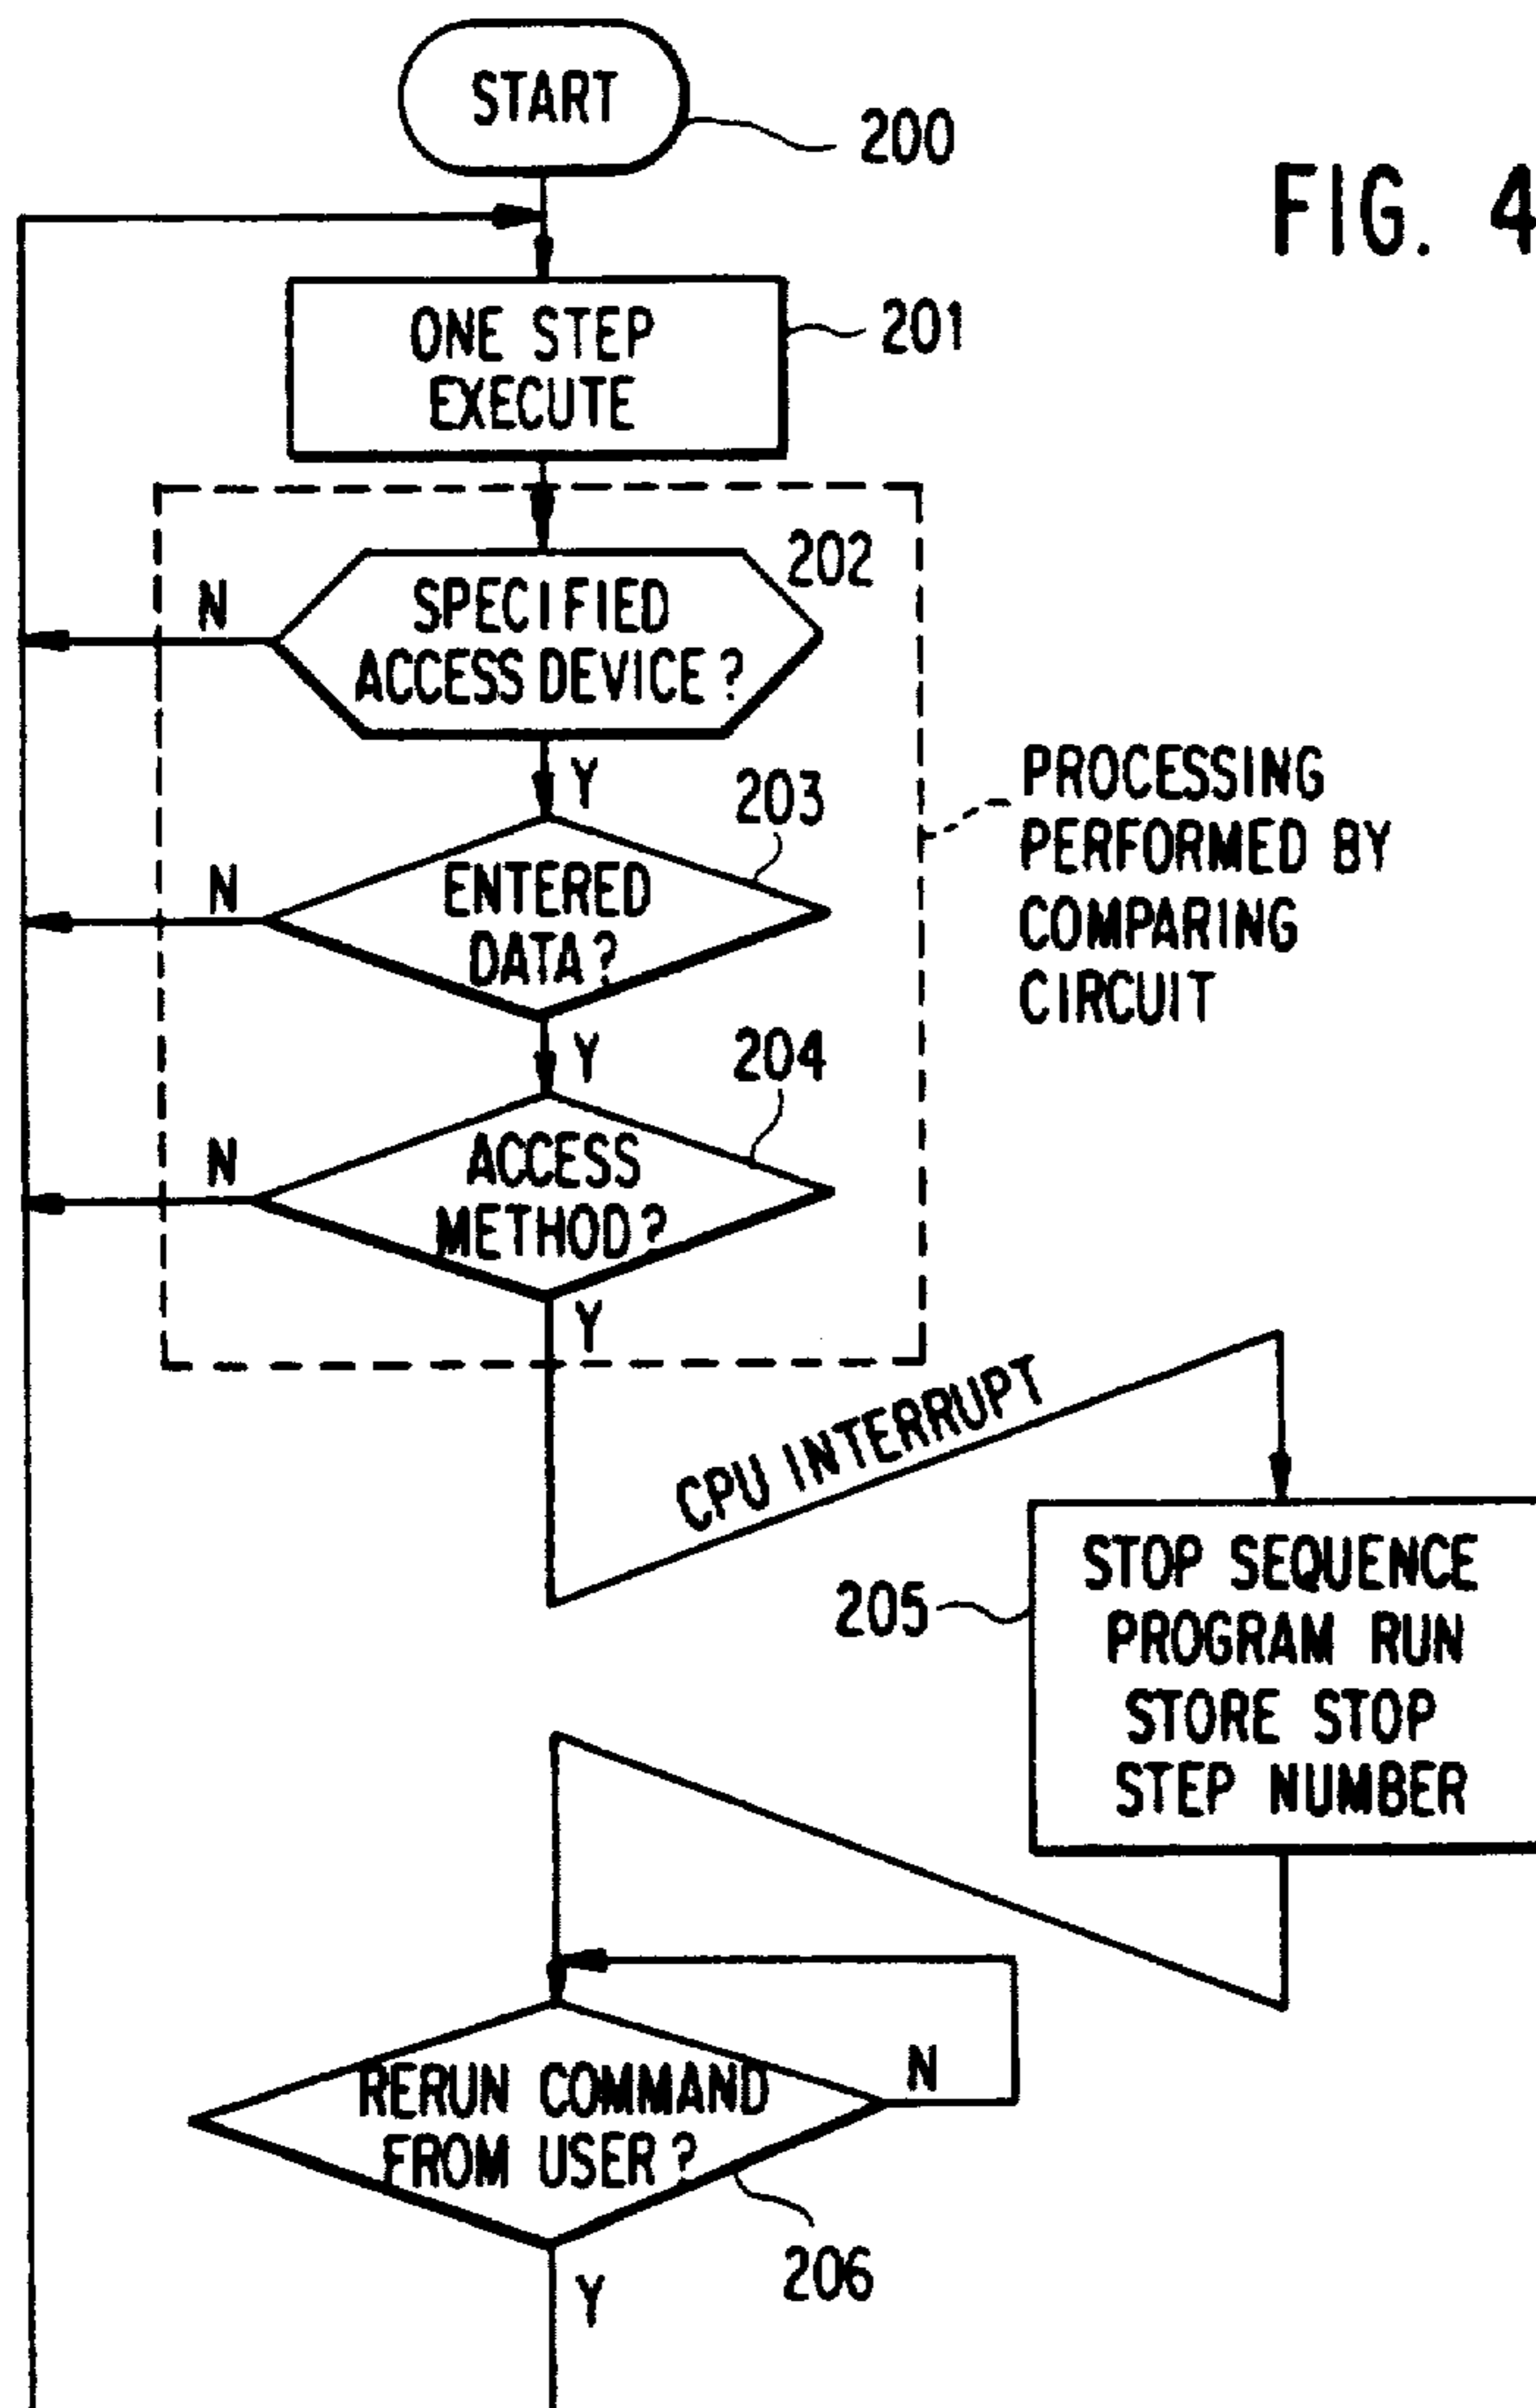 START
200
FIG. 4
ONE STEP
EXECUTE
201
202
SPECIFIED
ACCESS DEVICE?
N
Y
203
ENTERED
DATA?
N
Y
PROCESSING
PERFORMED BY
COMPARING
CIRCUIT
204
ACCESS
METHOD?
N
Y
CPU INTERRUPT
205
STOP SEQUENCE
PROGRAM RUN
STORE STOP
STEP NUMBER
RERUN COMMAND
FROM USER?
N
206
Y